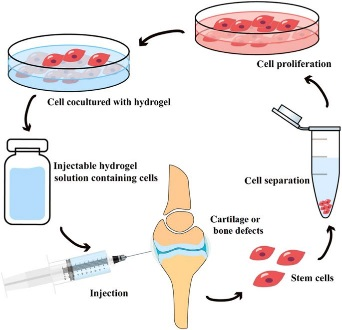 Cell proliferation
Cell cocultured with hydrogel
Injectable hydrogel
solution containing cells
Cell separation
Cartilage or
bone defects
Stem cells
Injection